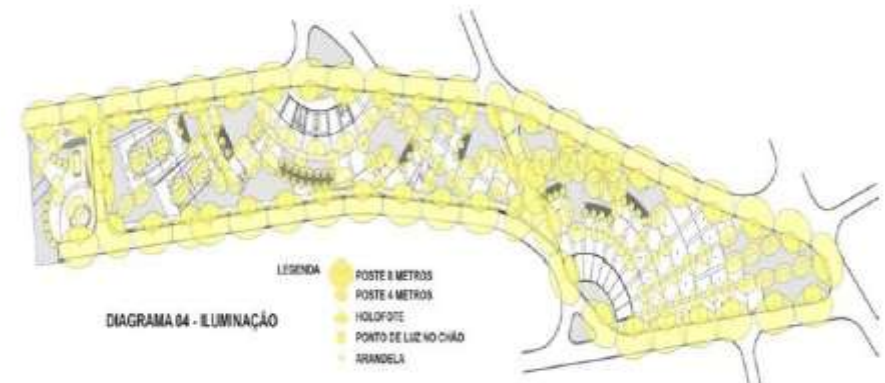 LEGENDA
POSTE 8 METROS
POSTE 4 METROS
HOLOFOTE
PONTO DE LUZ NO CHÃO
ARANDELA
DIAGRAMA 04 - ILUMINAÇÃO